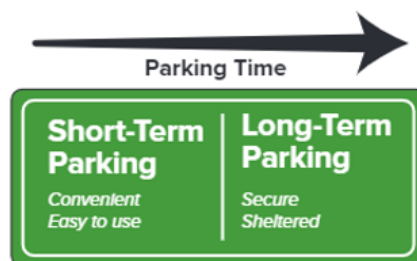 Parking Time
Short-Term
Parking
Convenient
Easy to use
Long-Term
Parking
Secure
Sheltered